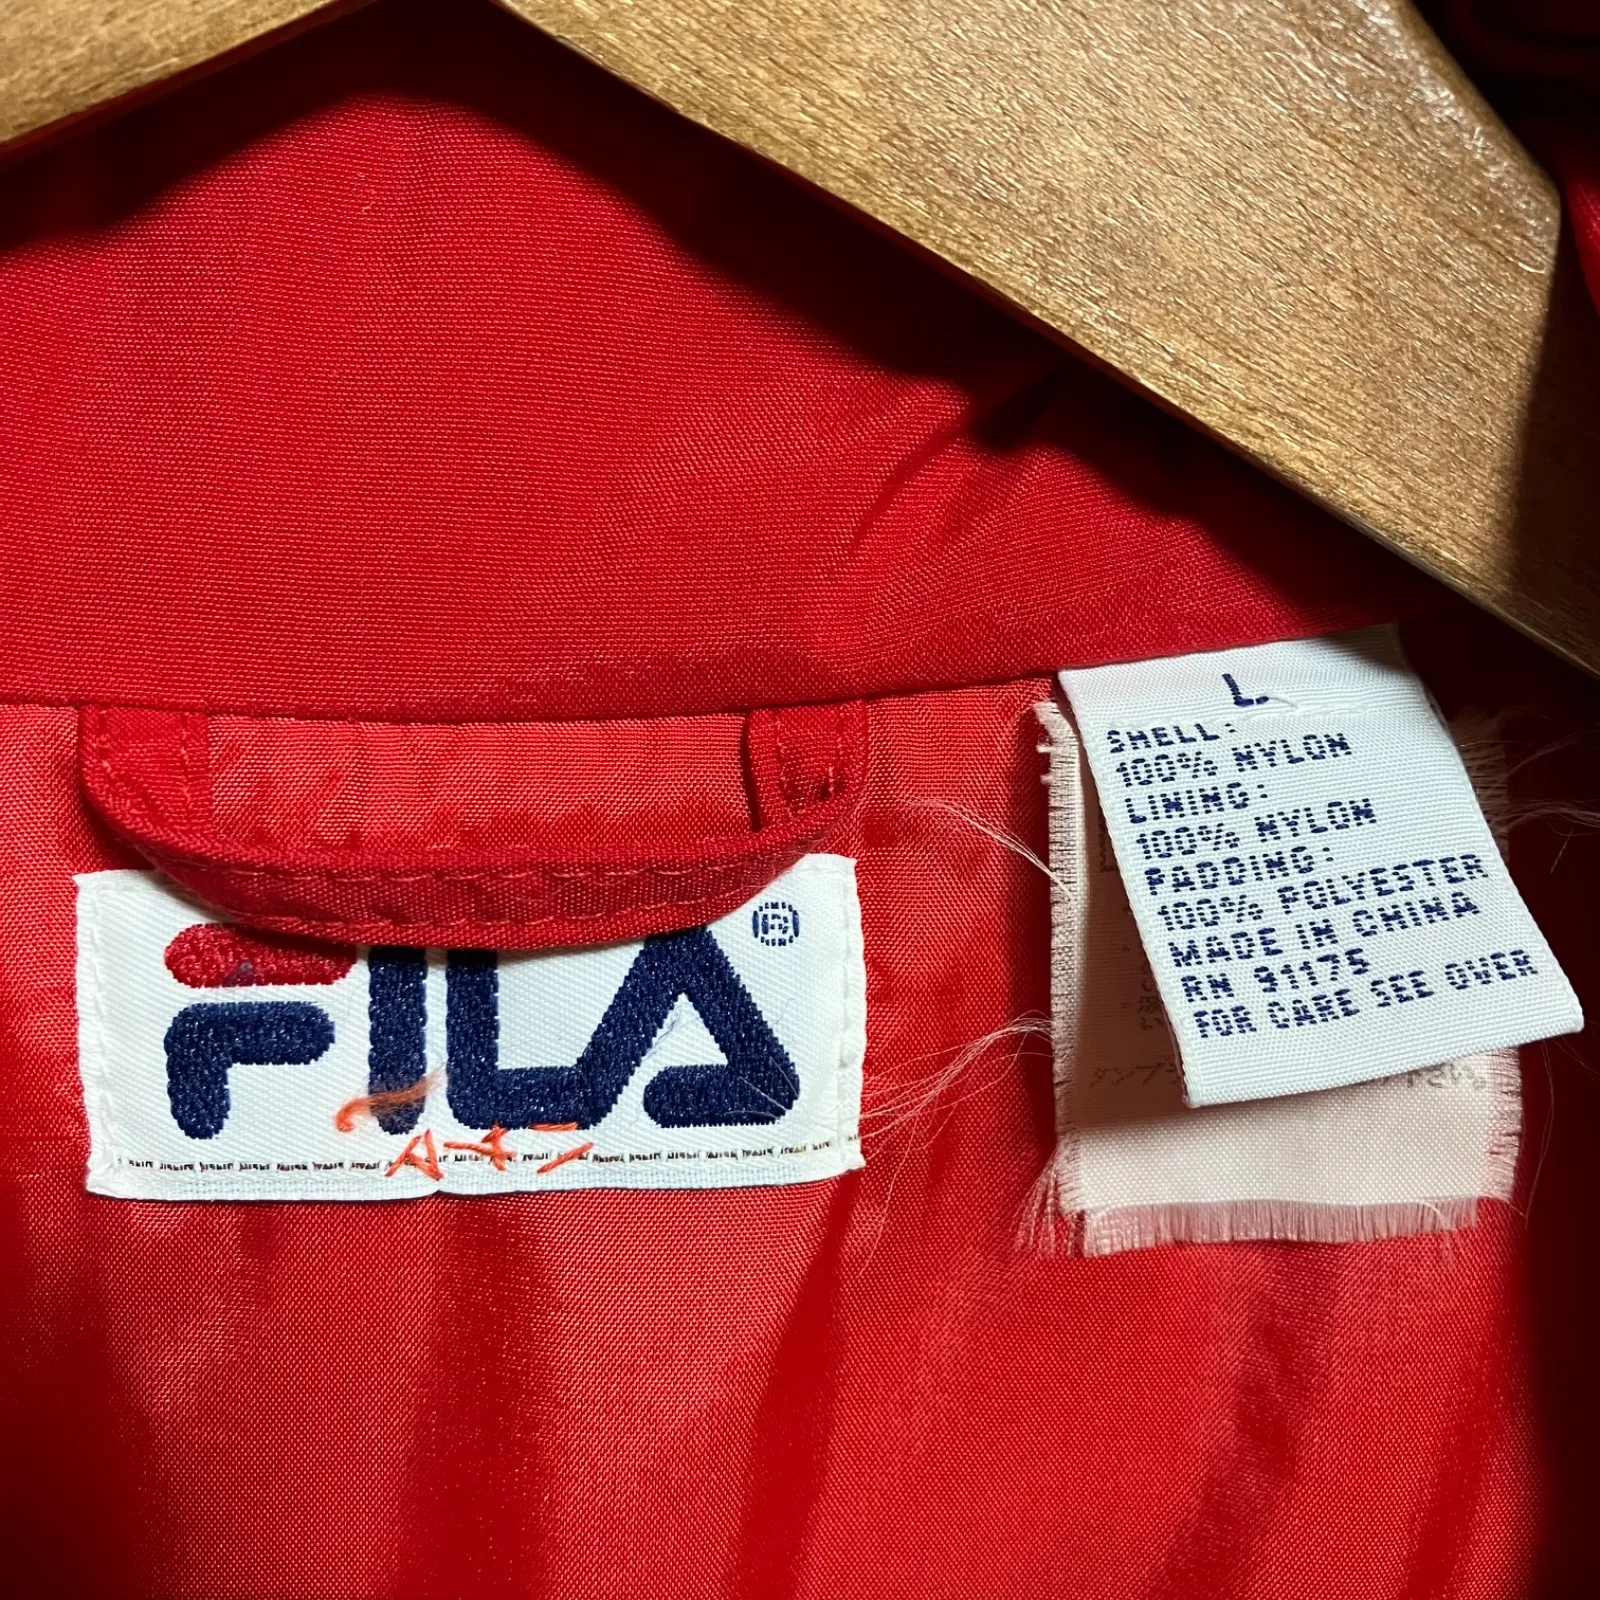 FILA ®
L
SHELL:
100% NYLON
LINING:
100% NYLON
PADDING:
100% POLYESTER
MADE IN CHINA
RN 91175
FOR CARE SEE OVER